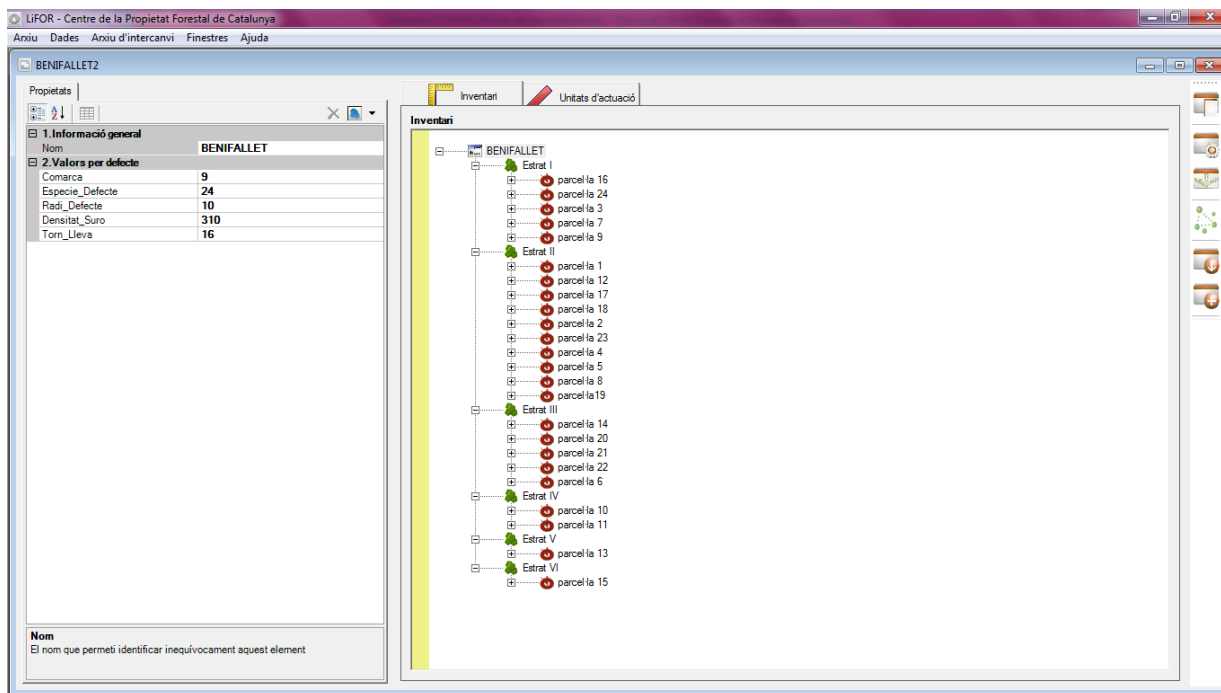 LiFOR - Centre de la Propietat Forestal de Catalunya
Arxiu Dades Arxiu d'intercanvi Finestres Ajuda
BENIFALLET2
Propietats
1.Informació general
Nom BENIFALLET
2.Valors per defecte
Comarca 9
Especie_Defecte 24
Radi_Defecte 10
Densitat_Suro 310
Torn_Lleva 16
Nom
El nom que permeti identificar inequívocament aquest element
Inventari Unitats d'actuació
Inventari
BENIFALLET
Estrat I
parcel·la 16
parcel·la 24
parcel·la 3
parcel·la 7
parcel·la 9
Estrat II
parcel·la 1
parcel·la 12
parcel·la 17
parcel·la 18
parcel·la 2
parcel·la 23
parcel·la 4
parcel·la 5
parcel·la 8
parcel·la19
Estrat III
parcel·la 14
parcel·la 20
parcel·la 21
parcel·la 22
parcel·la 6
Estrat IV
parcel·la 10
parcel·la 11
Estrat V
parcel·la 13
Estrat VI
parcel·la 15